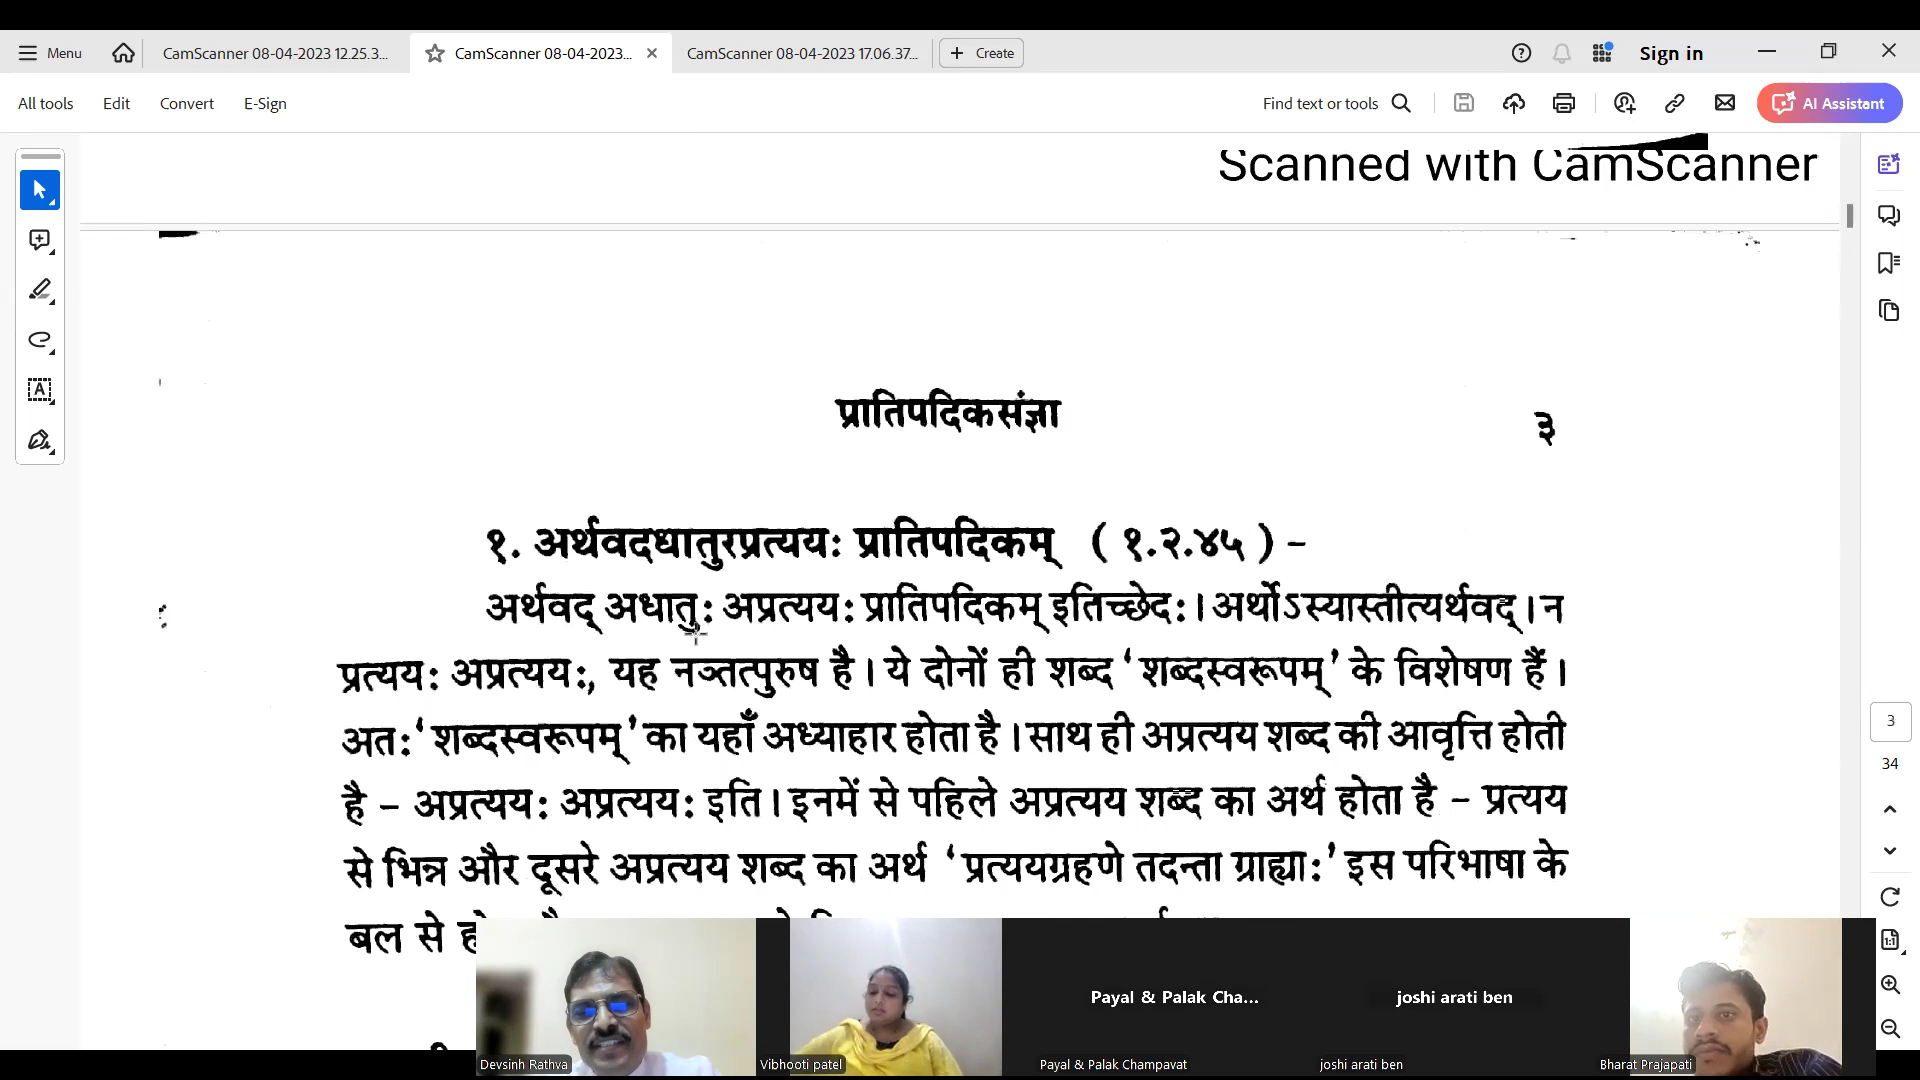 Menu
CamScanner 08-04-2023 12.25.3...
CamScanner 08-04-2023...
CamScanner 08-04-2023 17.06.37...
Create
Sign in
All tools
Edit
Convert
E-Sign
Find text or tools
AI Assistant
Scanned with CamScanner
प्रातिपदिकसंज्ञा
३
१. अर्थवदधातुरप्रत्ययः प्रातिपदिकम् ( १.२.४५ ) –
अर्थवद् अधातुः अप्रत्ययः प्रातिपदिकम् इतिच्छेदः। अर्थोऽस्यास्तीत्यर्थवद्। न
प्रत्ययः अप्रत्ययः, यह नञ्तत्पुरुष है। ये दोनों ही शब्द ‘शब्दस्वरूपम्’ के विशेषण हैं।
अतः ‘शब्दस्वरूपम्’ का यहाँ अध्याहार होता है। साथ ही अप्रत्यय शब्द की आवृत्ति होती
है – अप्रत्ययः अप्रत्ययः इति। इनमें से पहिले अप्रत्यय शब्द का अर्थ होता है – प्रत्यय
से भिन्न और दूसरे अप्रत्यय शब्द का अर्थ ‘प्रत्ययग्रहणे तदन्ता ग्राह्याः’ इस परिभाषा के
बल से
3
34
Payal & Palak Cha...
joshi arati ben
Devsinh Rathva
Vibhooti patel
Payal & Palak Champavat
joshi arati ben
Bharat Prajapati